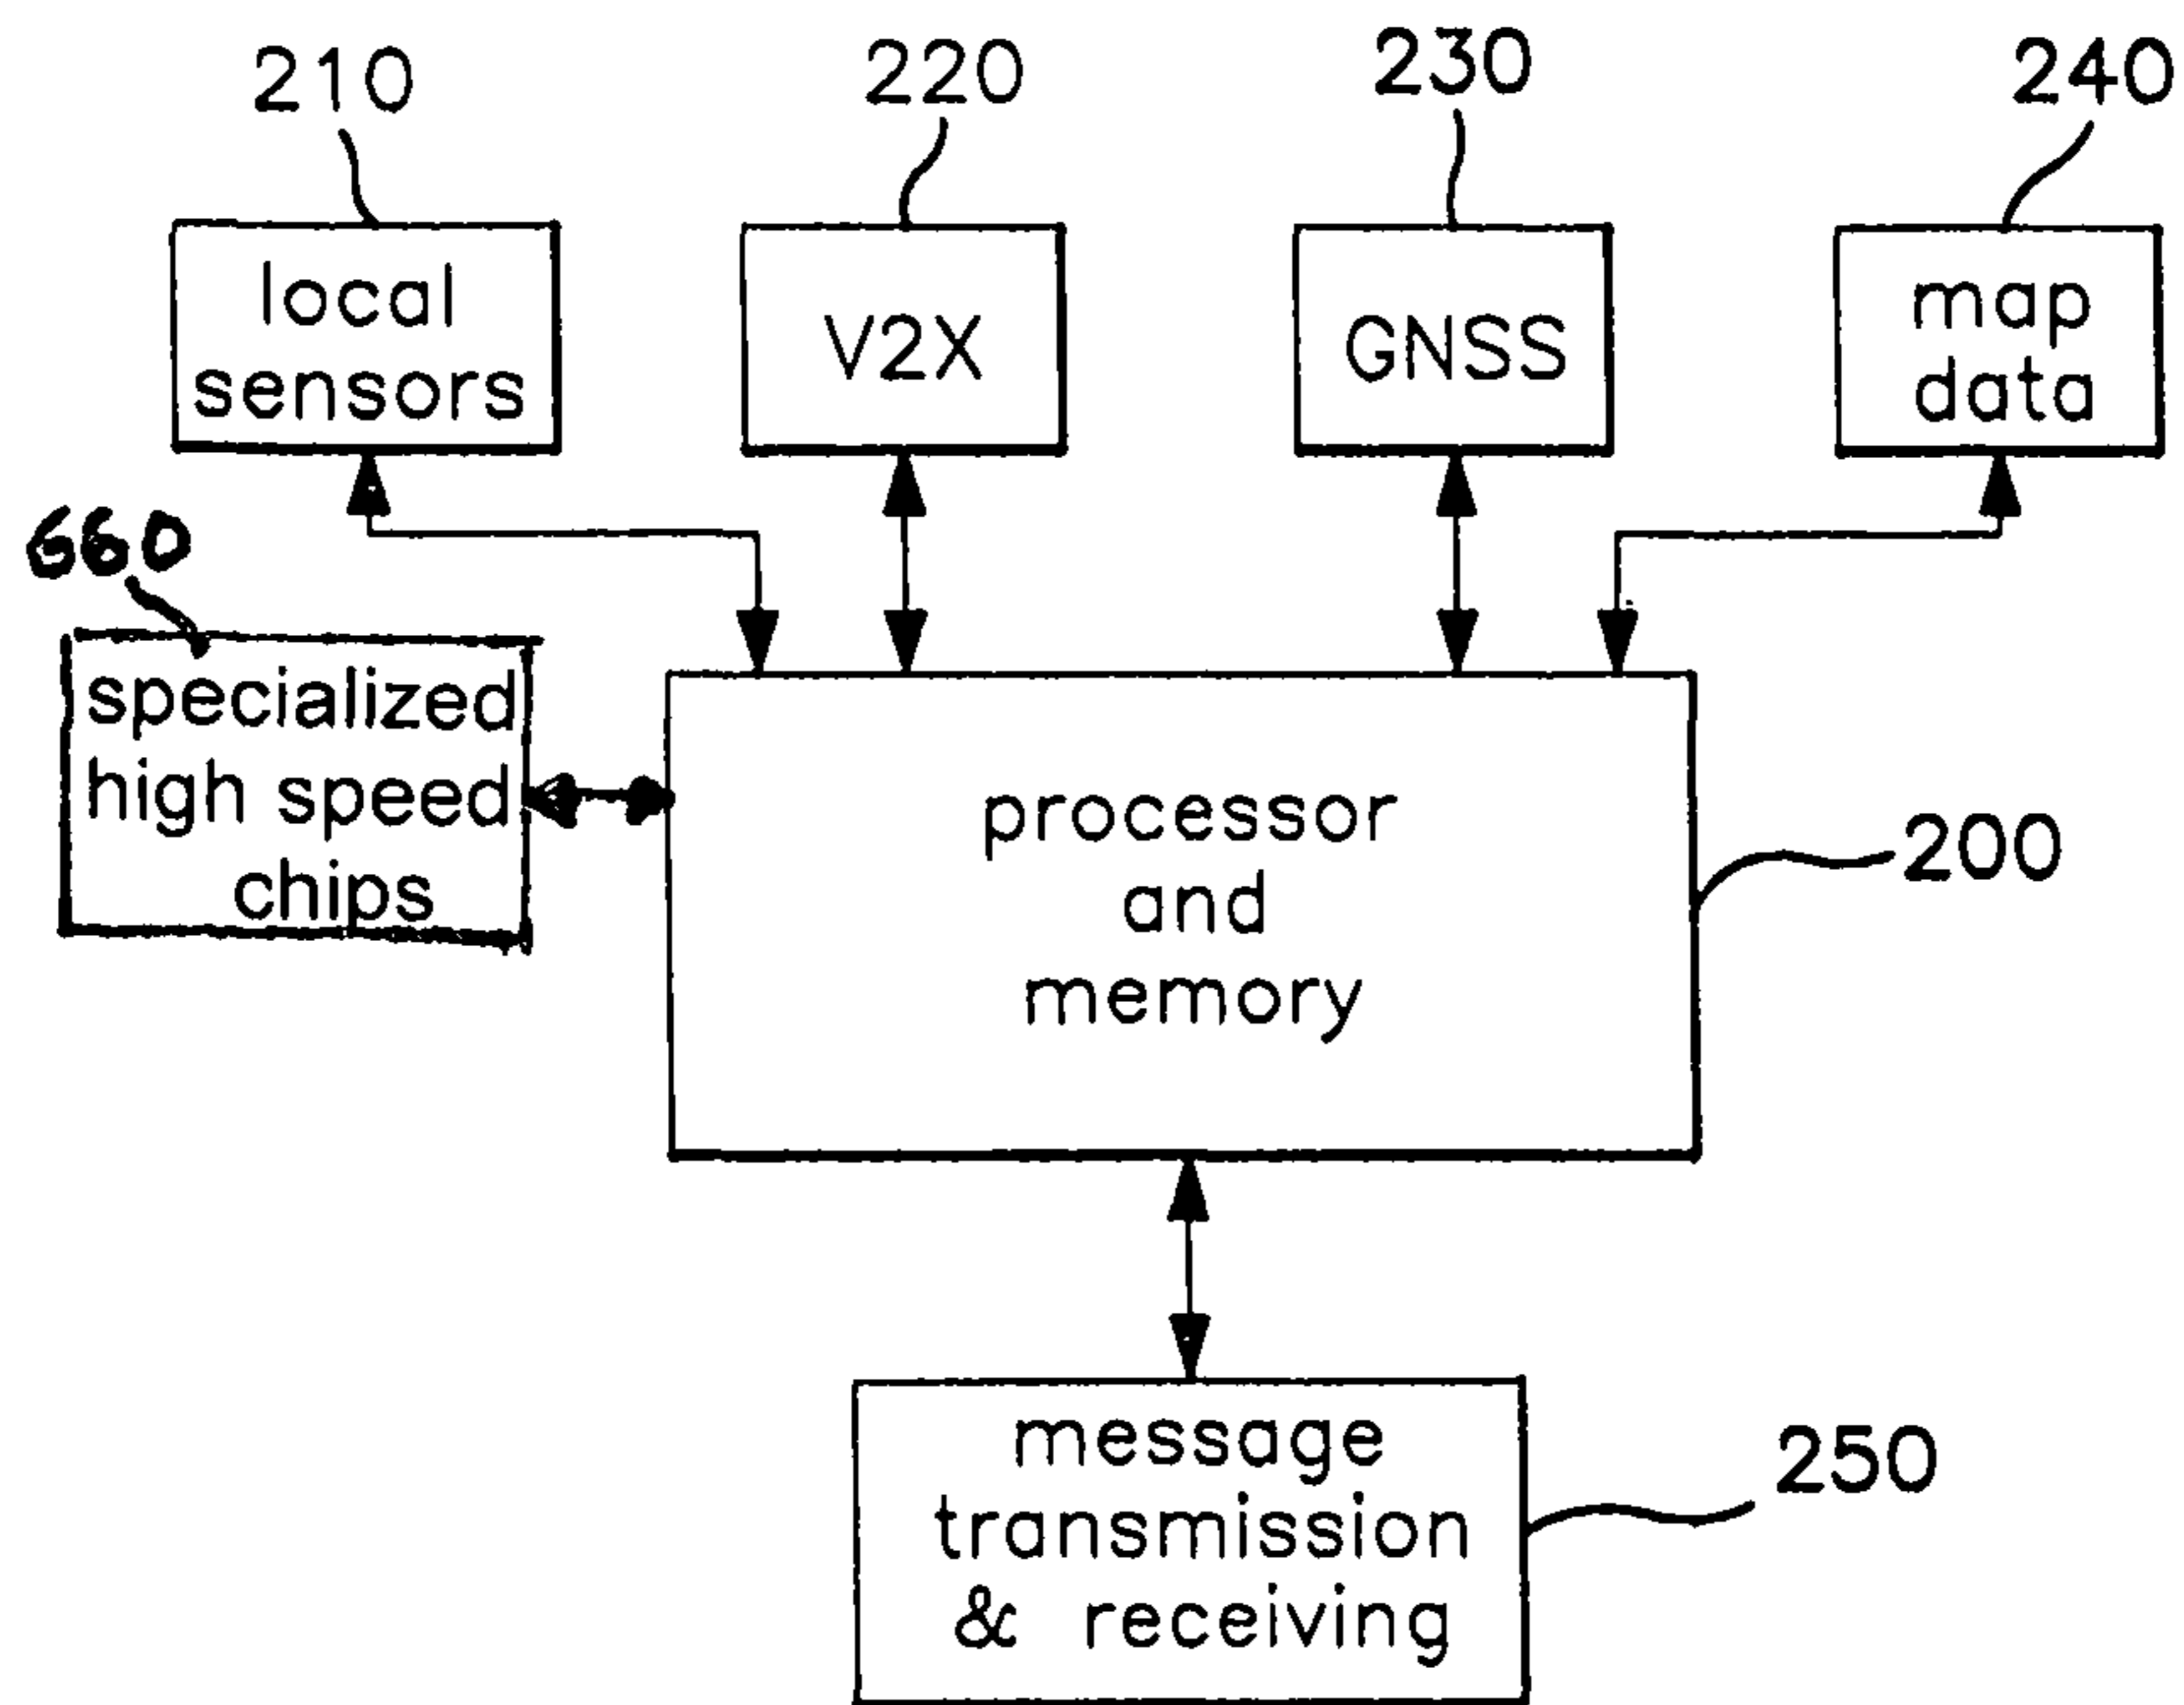 210
220
230
240
local
sensors
V2X
GNSS
map
data
660
specialized
high speed
chips
processor
and
memory
200
message
transmission
& receiving
250